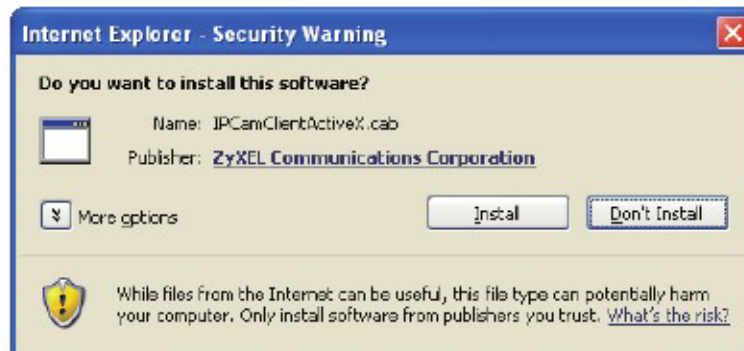 Internet Explorer - Security Warning
Do you want to install this software?
Name: IPCamClientActiveX.cab
Publisher: ZyXEL Communications Corporation
More options
Install
Don't Install
While files from the Internet can be useful, this file type can potentially harm
your computer. Only install software from publishers you trust. What's the risk?